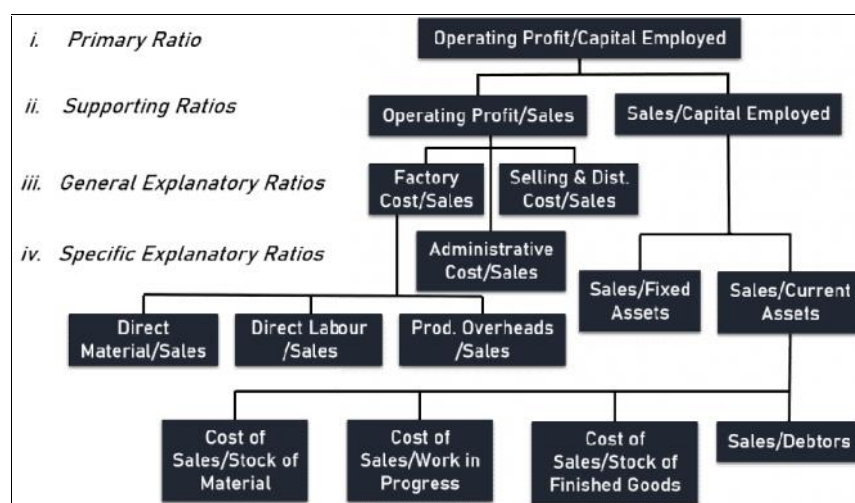 i. Primary Ratio
Operating Profit/Capital Employed
ii. Supporting Ratios
Operating Profit/Sales
Sales/Capital Employed
iii. General Explanatory Ratios
Factory
Cost/Sales
Selling & Dist.
Cost/Sales
iv. Specific Explanatory Ratios
Administrative
Cost/Sales
Sales/Fixed
Assets
Sales/Current
Assets
Direct
Material/Sales
Direct Labour
/Sales
Prod. Overheads
/Sales
Cost of
Sales/Stock of
Material
Cost of
Sales/Work in
Progress
Cost of
Sales/Stock of
Finished Goods
Sales/Debtors